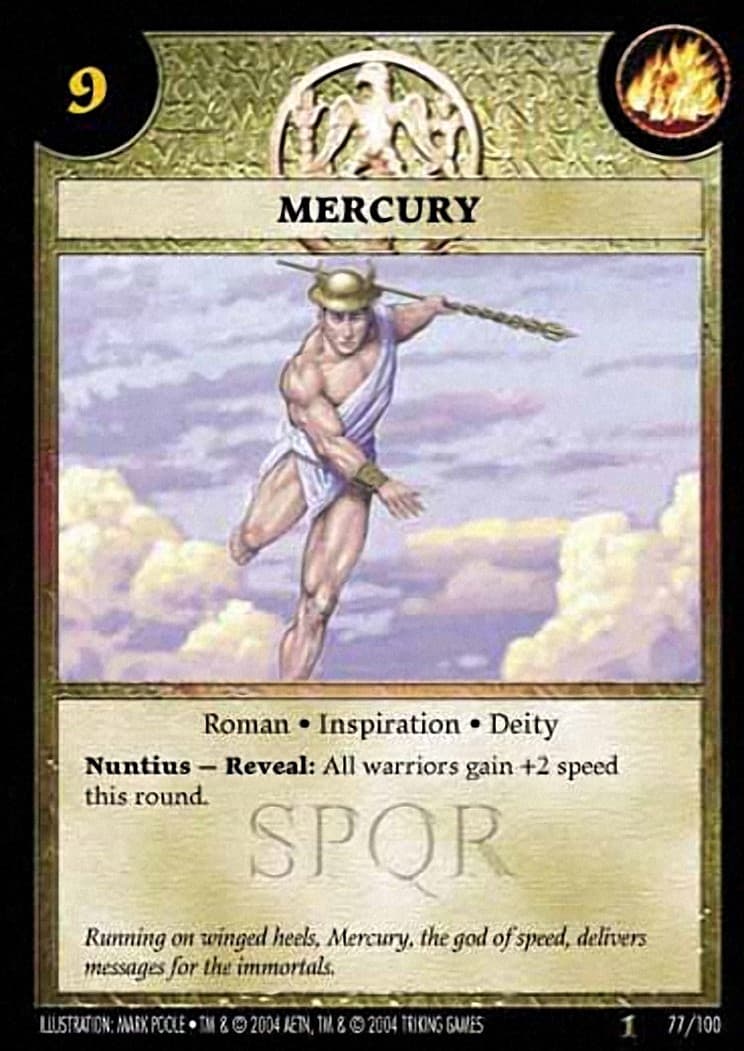 9
MERCURY
Roman • Inspiration • Deity
Nuntius — Reveal: All warriors gain +2 speed
this round.
SPQR
Running on winged heels, Mercury, the god of speed, delivers
messages for the immortals.
ILLUSTRATION: MARK POOLE • TM & © 2004 AETN, TM & © 2004 TRIKING GAMES 1 77/100